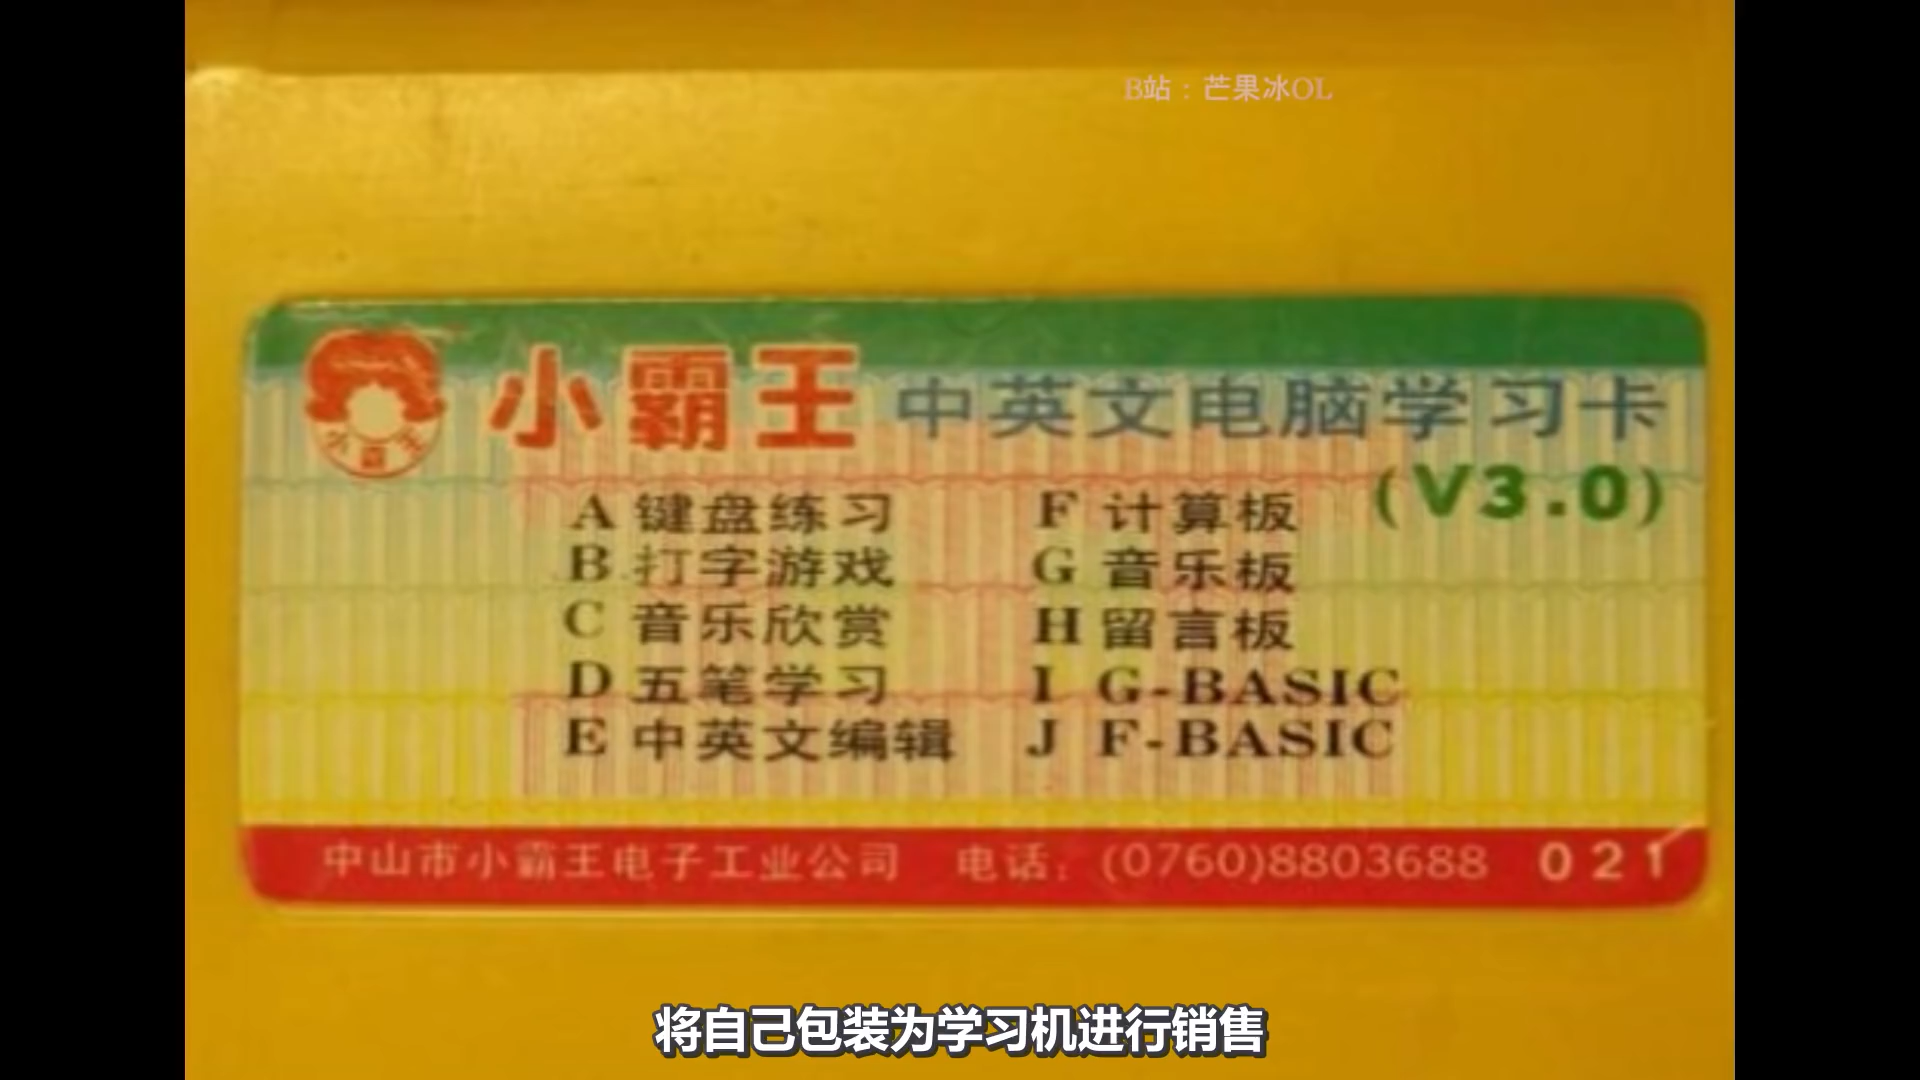 B站：芒果冰OL
小霸王 中英文电脑学习卡
小霸王
(V3.0)
A 键盘练习 F 计算板
B 打字游戏 G 音乐板
C 音乐欣赏 H 留言板
D 五笔学习 I G-BASIC
E 中英文编辑 J F-BASIC
中山市小霸王电子工业公司 电话：(0760)8803688 021
将自己包装为学习机进行销售